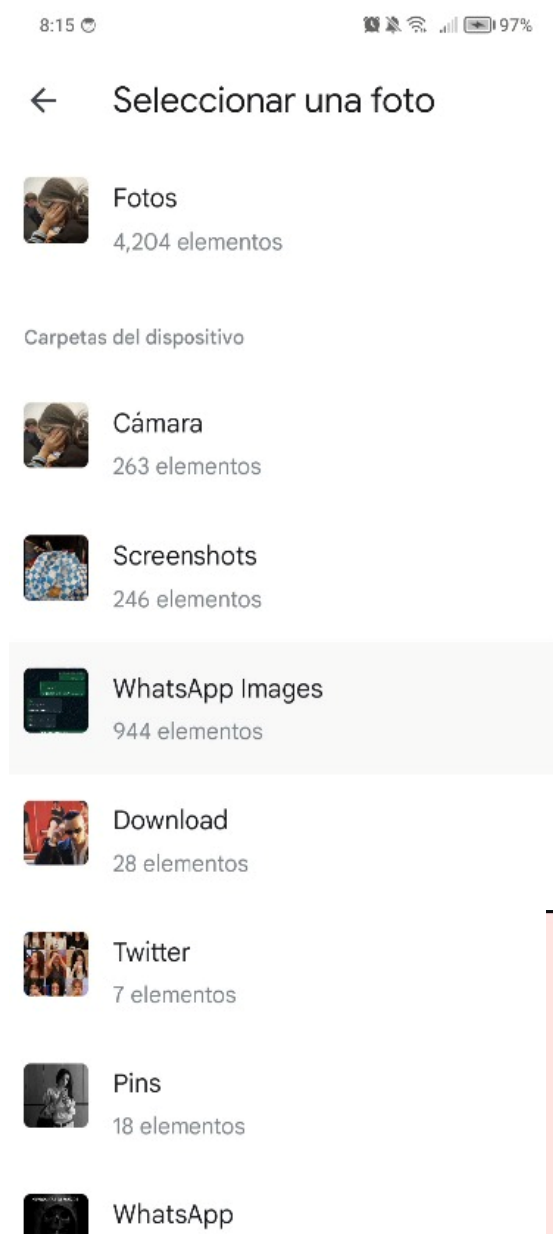 8:15
97%
Seleccionar una foto
Fotos
4,204 elementos
Carpetas del dispositivo
Cámara
263 elementos
Screenshots
246 elementos
WhatsApp Images
944 elementos
Download
28 elementos
Twitter
7 elementos
Pins
18 elementos
WhatsApp